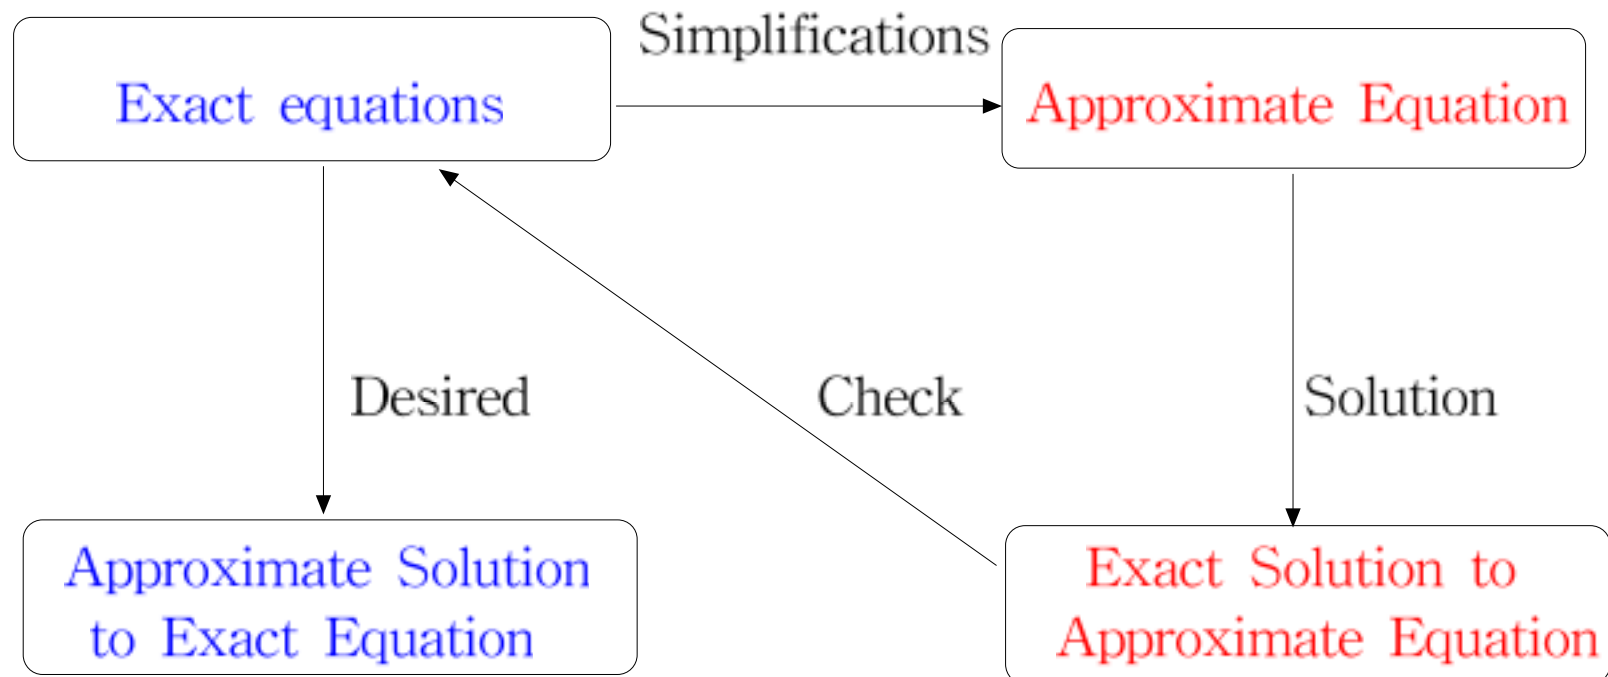 Simplifications
Exact equations
Approximate Equation
Desired
Check
Solution
Approximate Solution
to Exact Equation
Exact Solution to
Approximate Equation